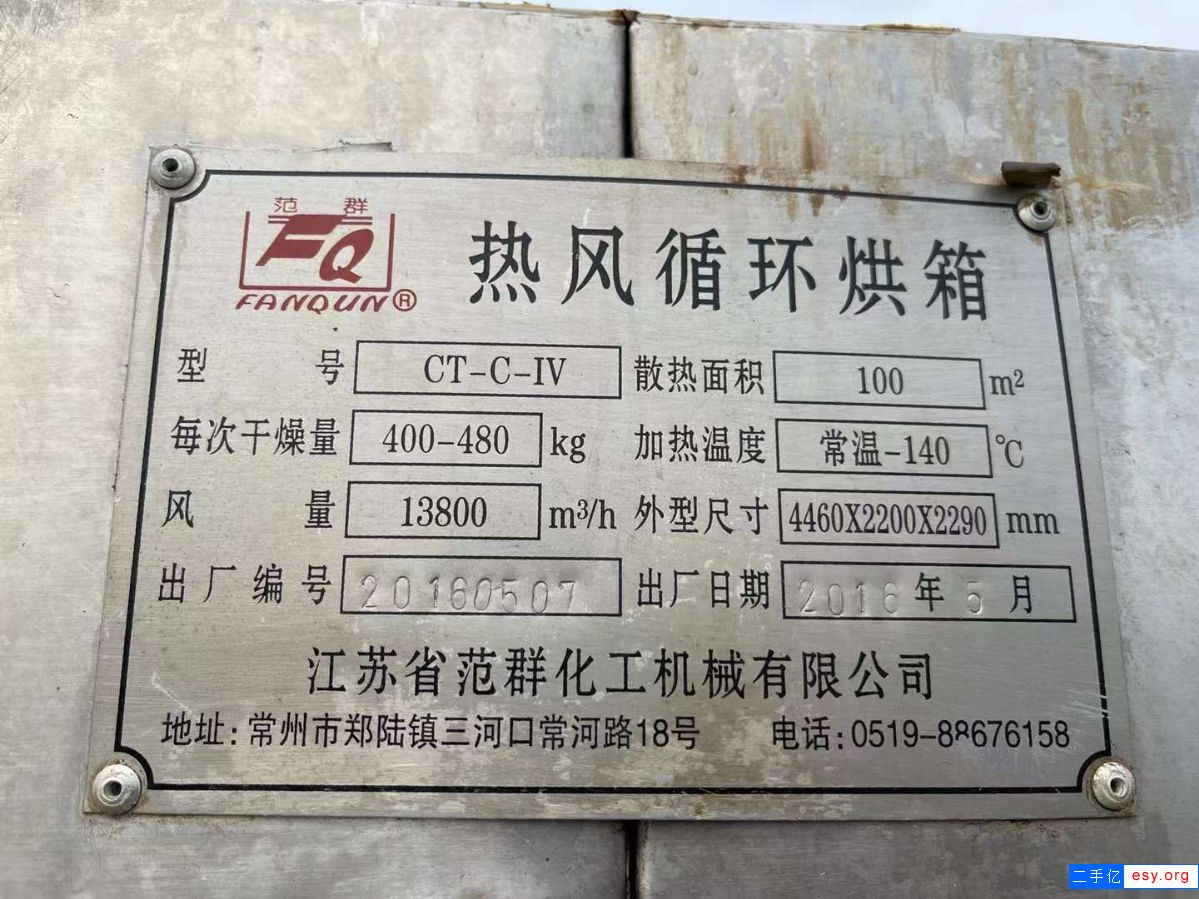 范群
FQ
FANQUN®
热风循环烘箱
型号 CT-C-IV 散热面积 100 m²
每次干燥量 400-480 kg 加热温度 常温-140 ℃
风量 13800 m³/h 外型尺寸 4460X2200X2290 mm
出厂编号 20160507 出厂日期 2016年5月
江苏省范群化工机械有限公司
地址:常州市郑陆镇三河口常河路18号 电话:0519-88676158
二手亿 esy.org